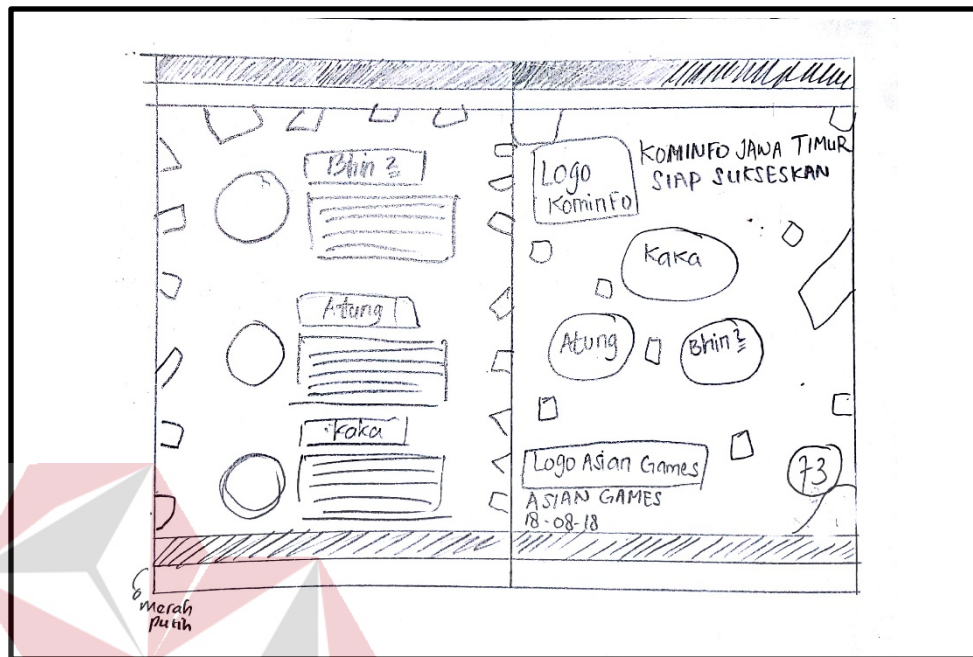 Bhin2
Atung
Kaka
merah
putih
Logo
Kominfo
KOMINFO JAWA TIMUR
SIAP SUKSESKAN
Kaka
Atung
Bhin2
Logo Asian Games
ASIAN GAMES
18-08-18
73